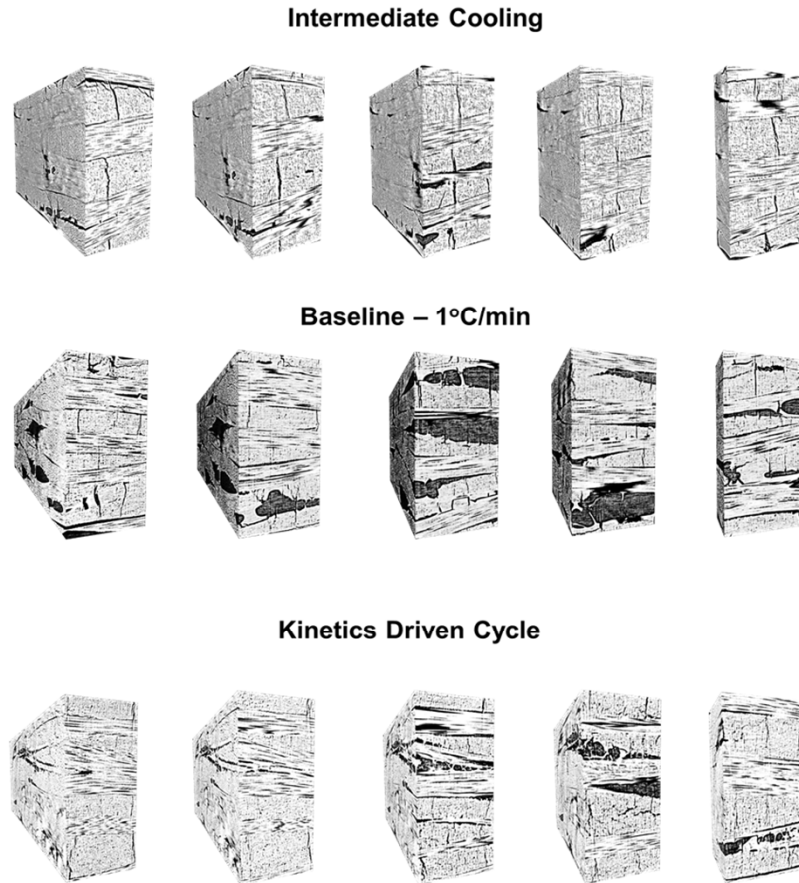 Intermediate Cooling
Baseline – 1°C/min
Kinetics Driven Cycle